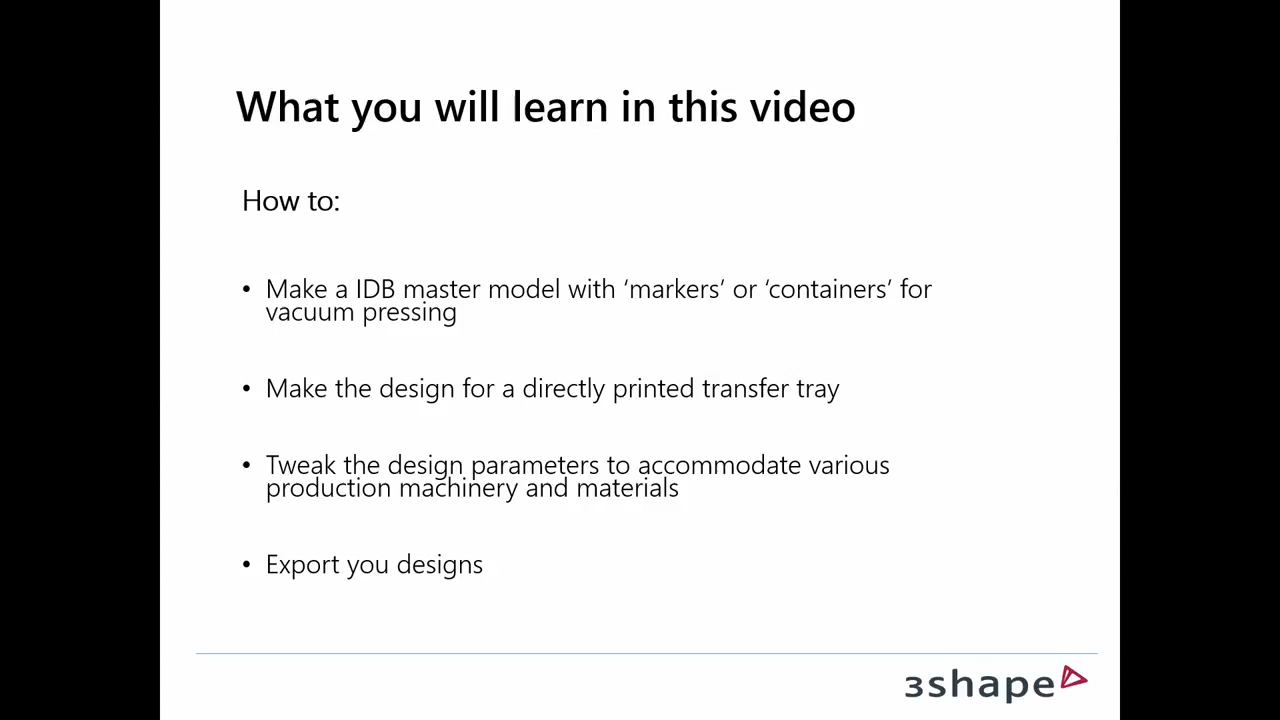 What you will learn in this video
How to:
• Make a IDB master model with ‘markers’ or ‘containers’ for
vacuum pressing
• Make the design for a directly printed transfer tray
• Tweak the design parameters to accommodate various
production machinery and materials
• Export you designs
3shape